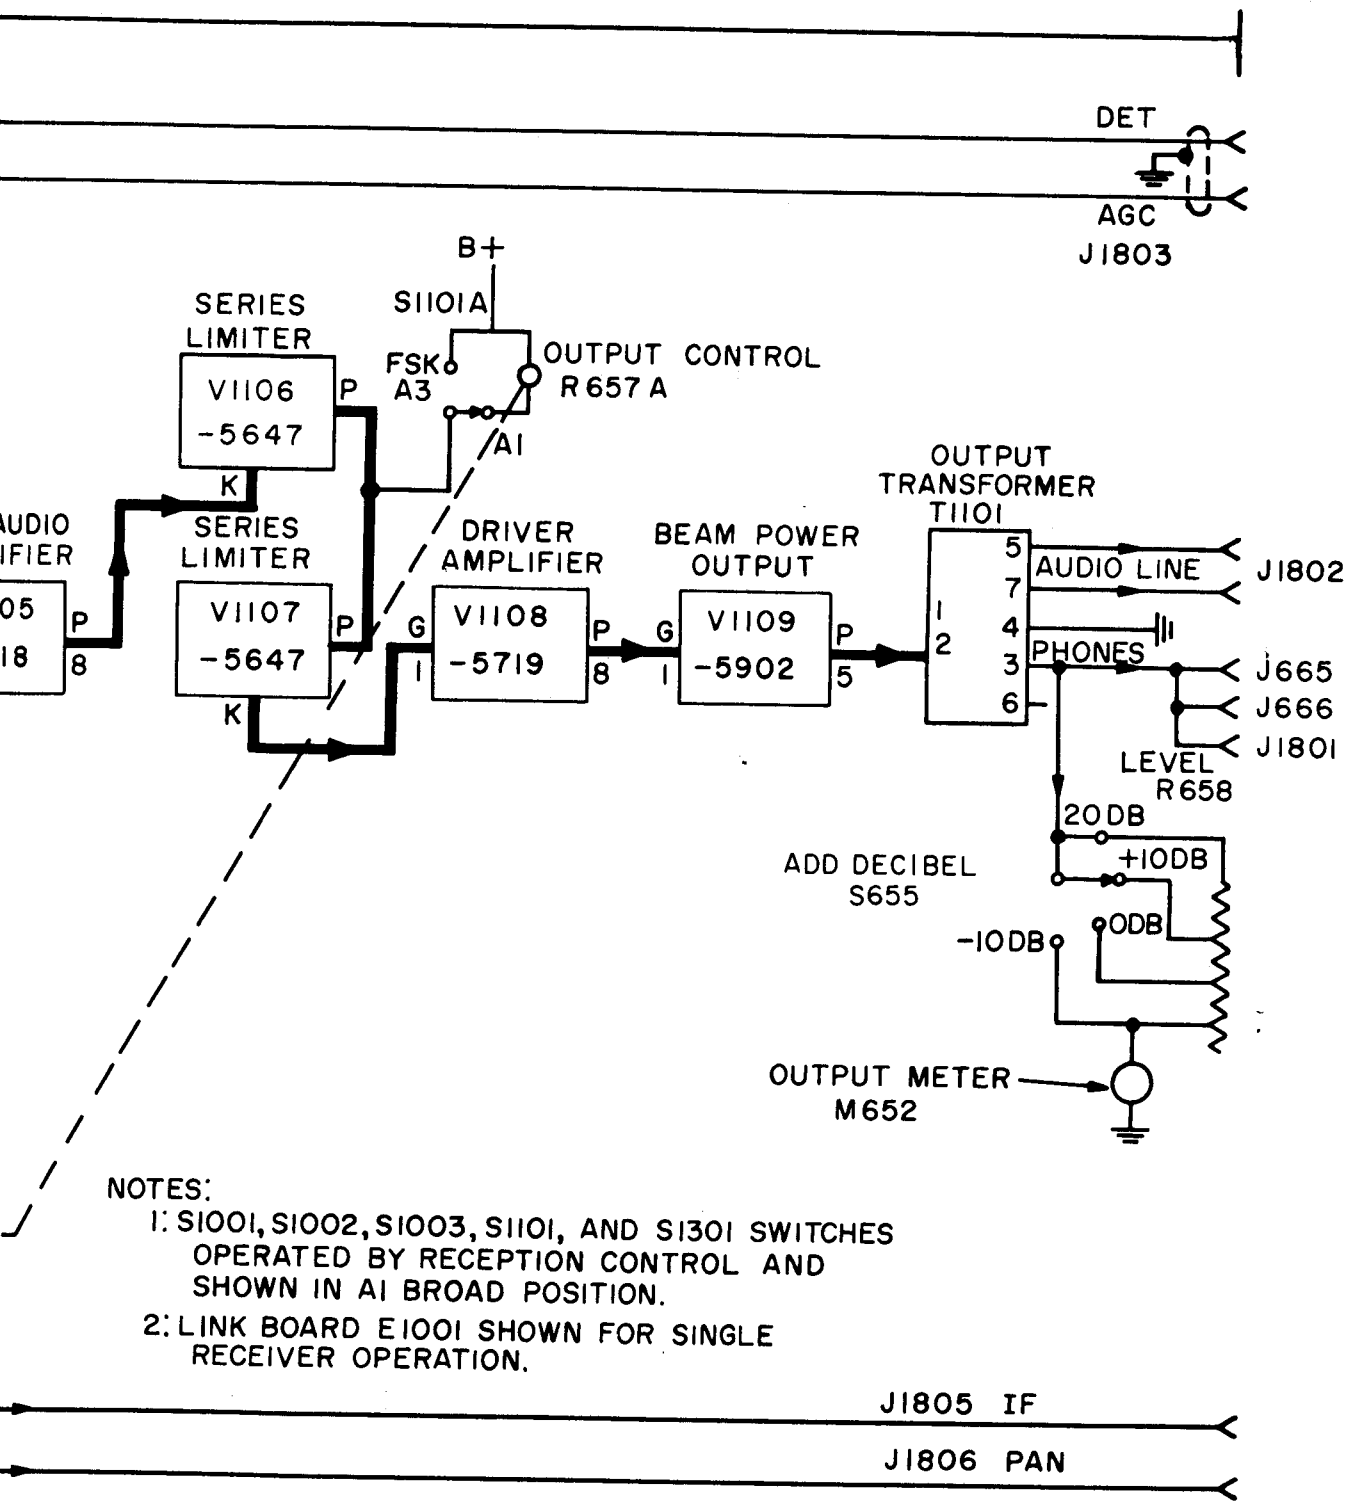 DET
AGC
J1803
B+
S1101A
SERIES
LIMITER
V1106
-5647
P
K
FSK
A3
OUTPUT CONTROL
R657A
A1
AUDIO
IFIER
05
18
P
8
SERIES
LIMITER
V1107
-5647
P
K
DRIVER
AMPLIFIER
G
1
V1108
-5719
P
8
BEAM POWER
OUTPUT
G
1
V1109
-5902
P
5
OUTPUT
TRANSFORMER
T1101
1
2
5
7
4
3
6
AUDIO LINE
J1802
PHONES
J665
J666
J1801
LEVEL
R658
20DB
+10DB
ADD DECIBEL
S655
0DB
-10DB
OUTPUT METER
M652
NOTES:
1: S1001, S1002, S1003, S1101, AND S1301 SWITCHES
OPERATED BY RECEPTION CONTROL AND
SHOWN IN A1 BROAD POSITION.
2: LINK BOARD E1001 SHOWN FOR SINGLE
RECEIVER OPERATION.
J1805 IF
J1806 PAN